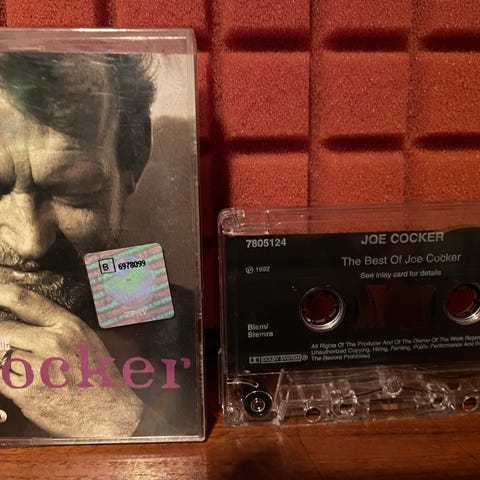 B 6978099
ocker
7805124
JOE COCKER
The Best Of Joe Cocker
See inlay card for details
℗ 1992
Biem/
Stemra
All Rights Of The Producer And Of The Owner Of The Work Repro
Unauthorized Copying, Hiring, Renting, Public Performance And
DOLBY SYSTEM
The Record Prohibited